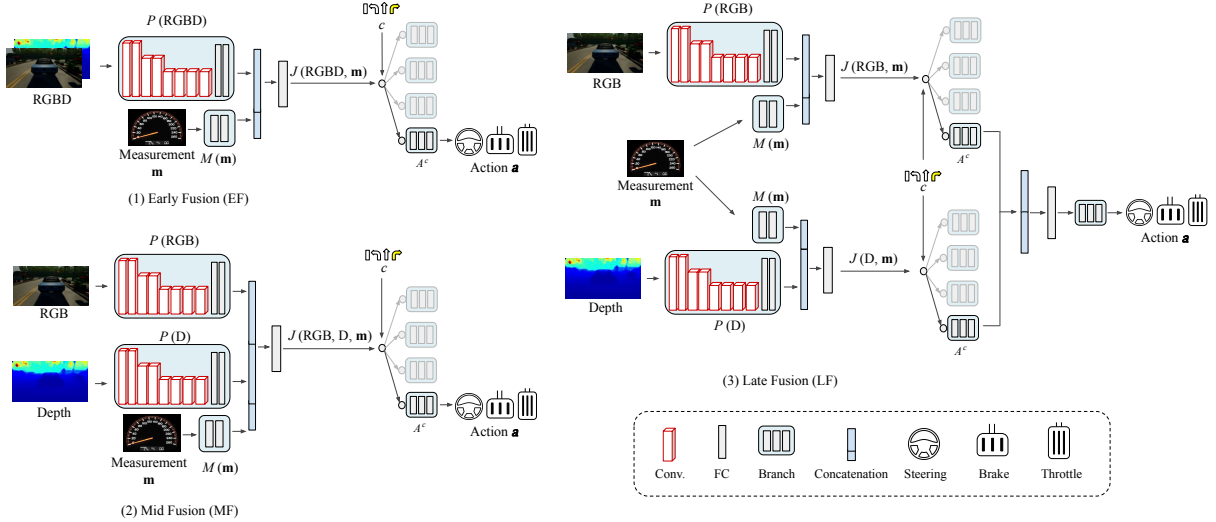 P (RGBD)
c
RGBD
J (RGBD, m)
Measurement
m
M (m)
A^c
Action a
(1) Early Fusion (EF)
P (RGB)
RGB
c
P (D)
J (RGB, D, m)
Depth
Measurement
m
M (m)
A^c
Action a
(2) Mid Fusion (MF)
P (RGB)
RGB
J (RGB, m)
M (m)
A^c
Measurement
m
c
M (m)
Action a
J (D, m)
Depth
P (D)
A^c
(3) Late Fusion (LF)
Conv.
FC
Branch
Concatenation
Steering
Brake
Throttle